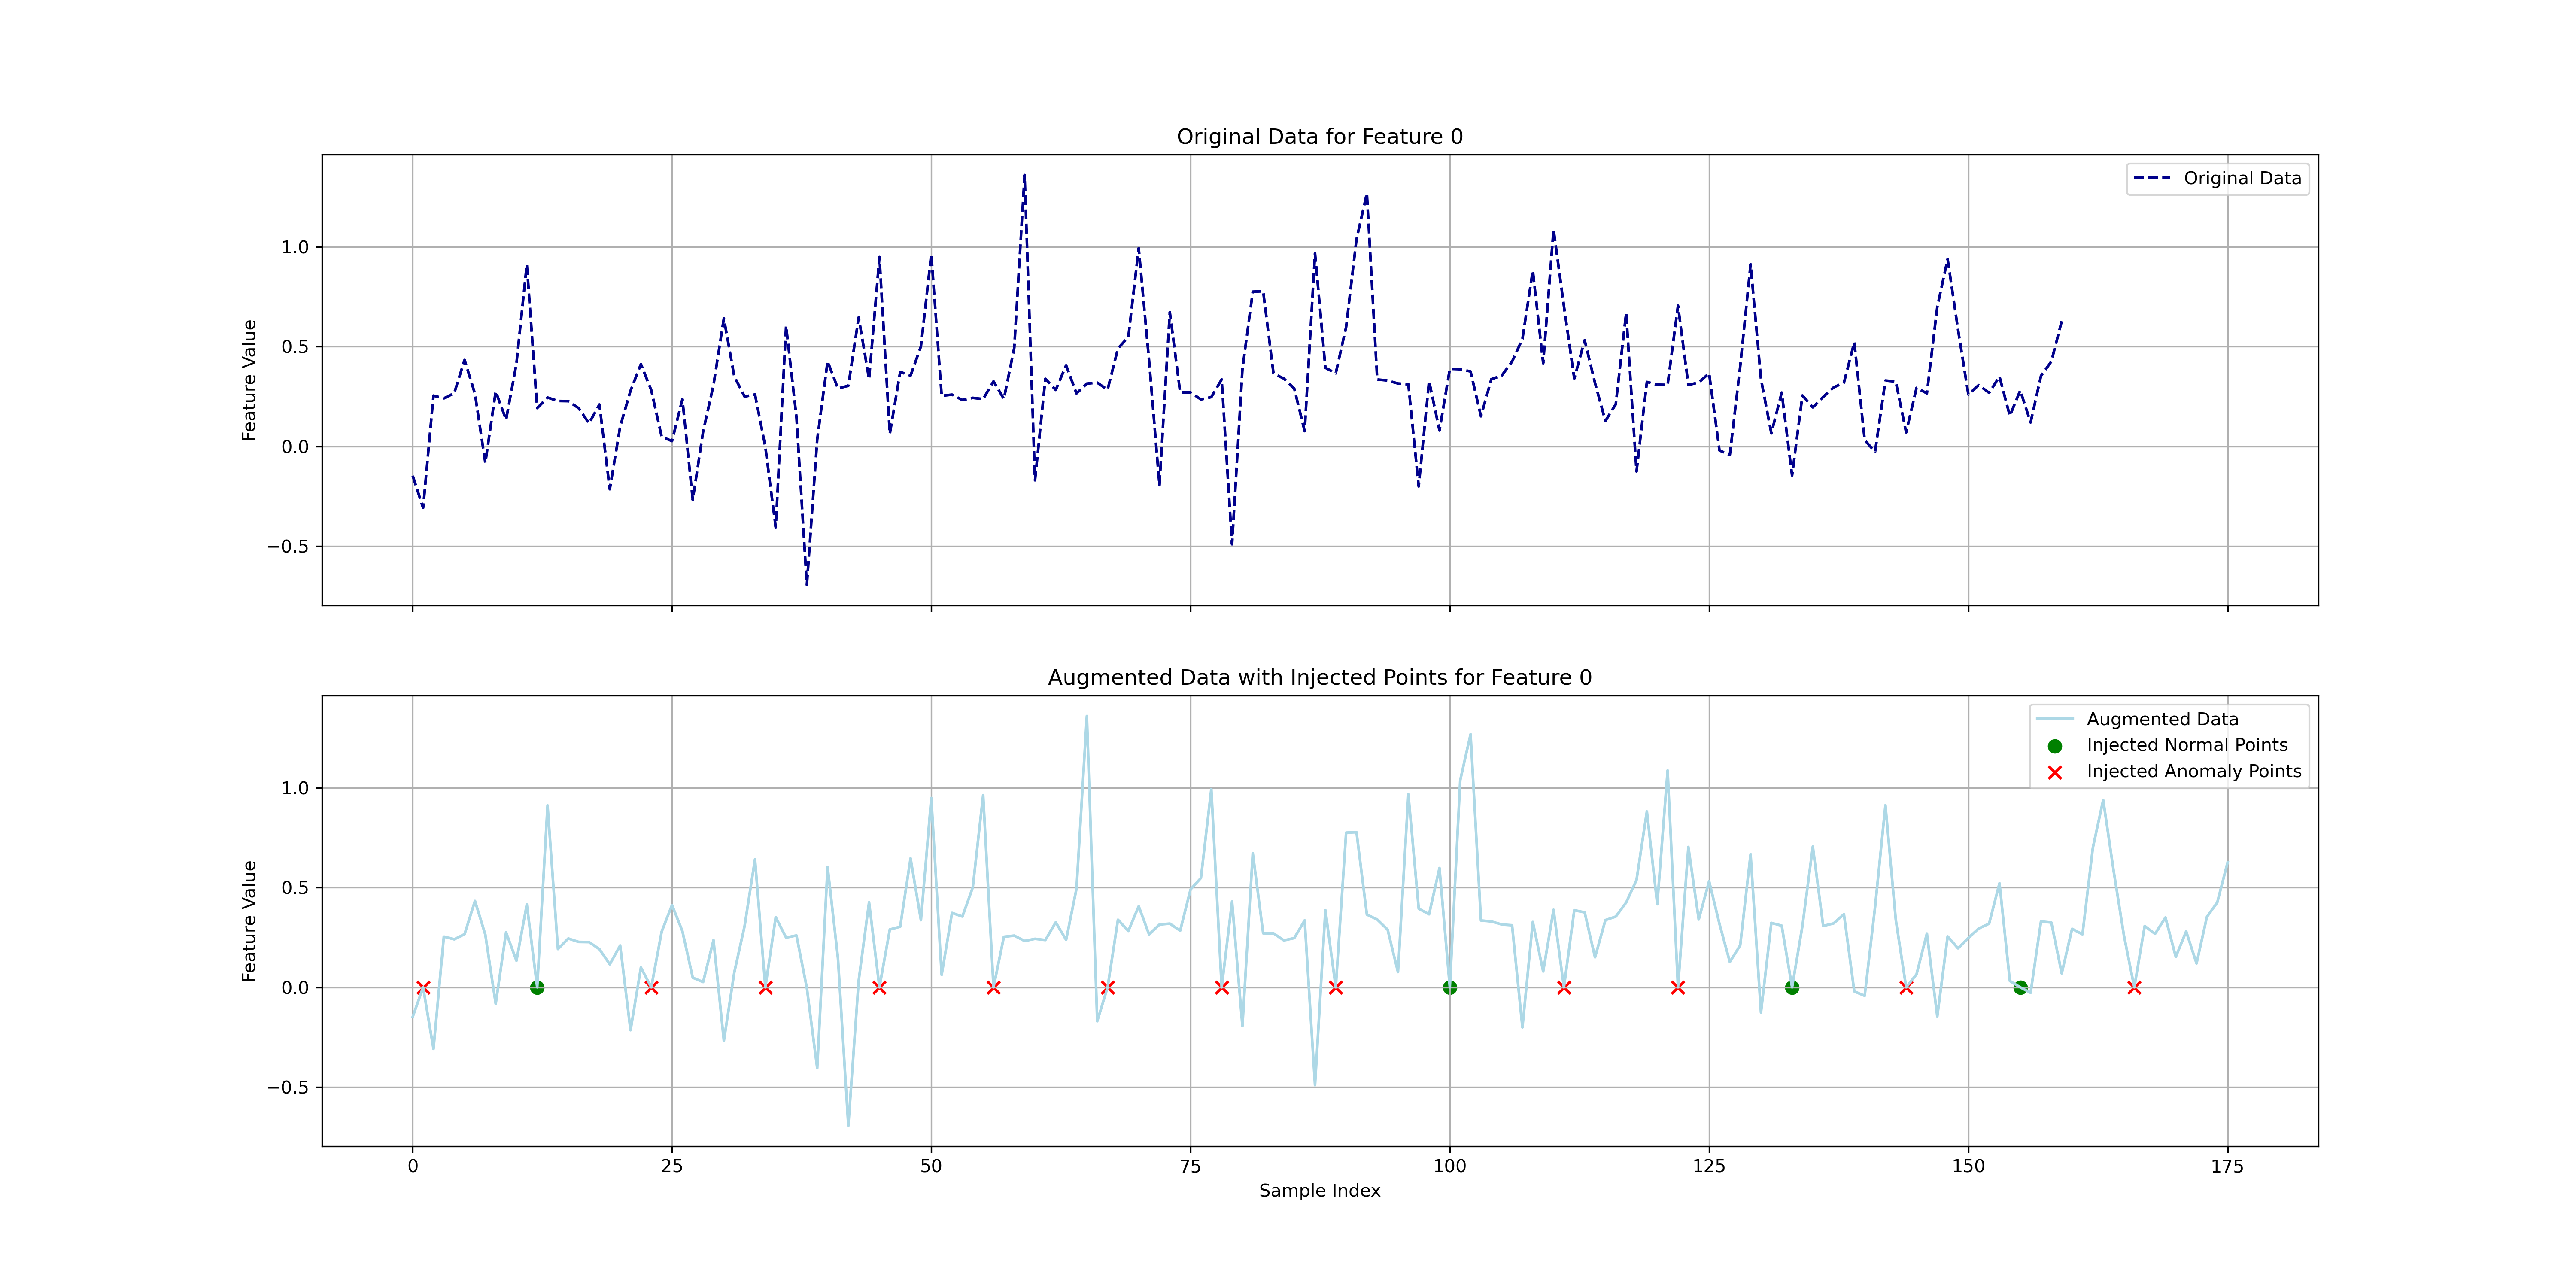 Original Data for Feature 0
Original Data
1.0
0.5
0.0
−0.5
Feature Value
Augmented Data with Injected Points for Feature 0
Augmented Data
Injected Normal Points
Injected Anomaly Points
1.0
0.5
0.0
−0.5
Feature Value
0 25 50 75 100 125 150 175
Sample Index